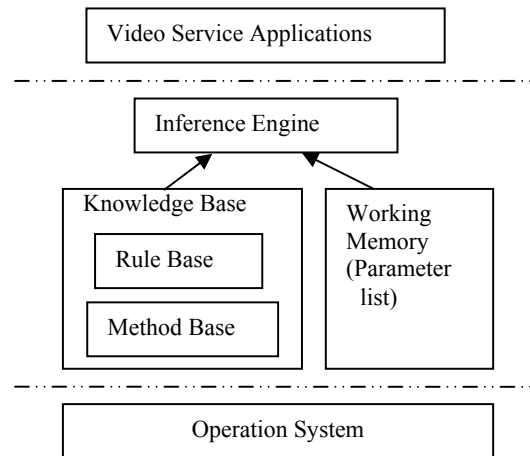 Video Service Applications
Inference Engine
Knowledge Base
Rule Base
Method Base
Working
Memory
(Parameter
list)
Operation System